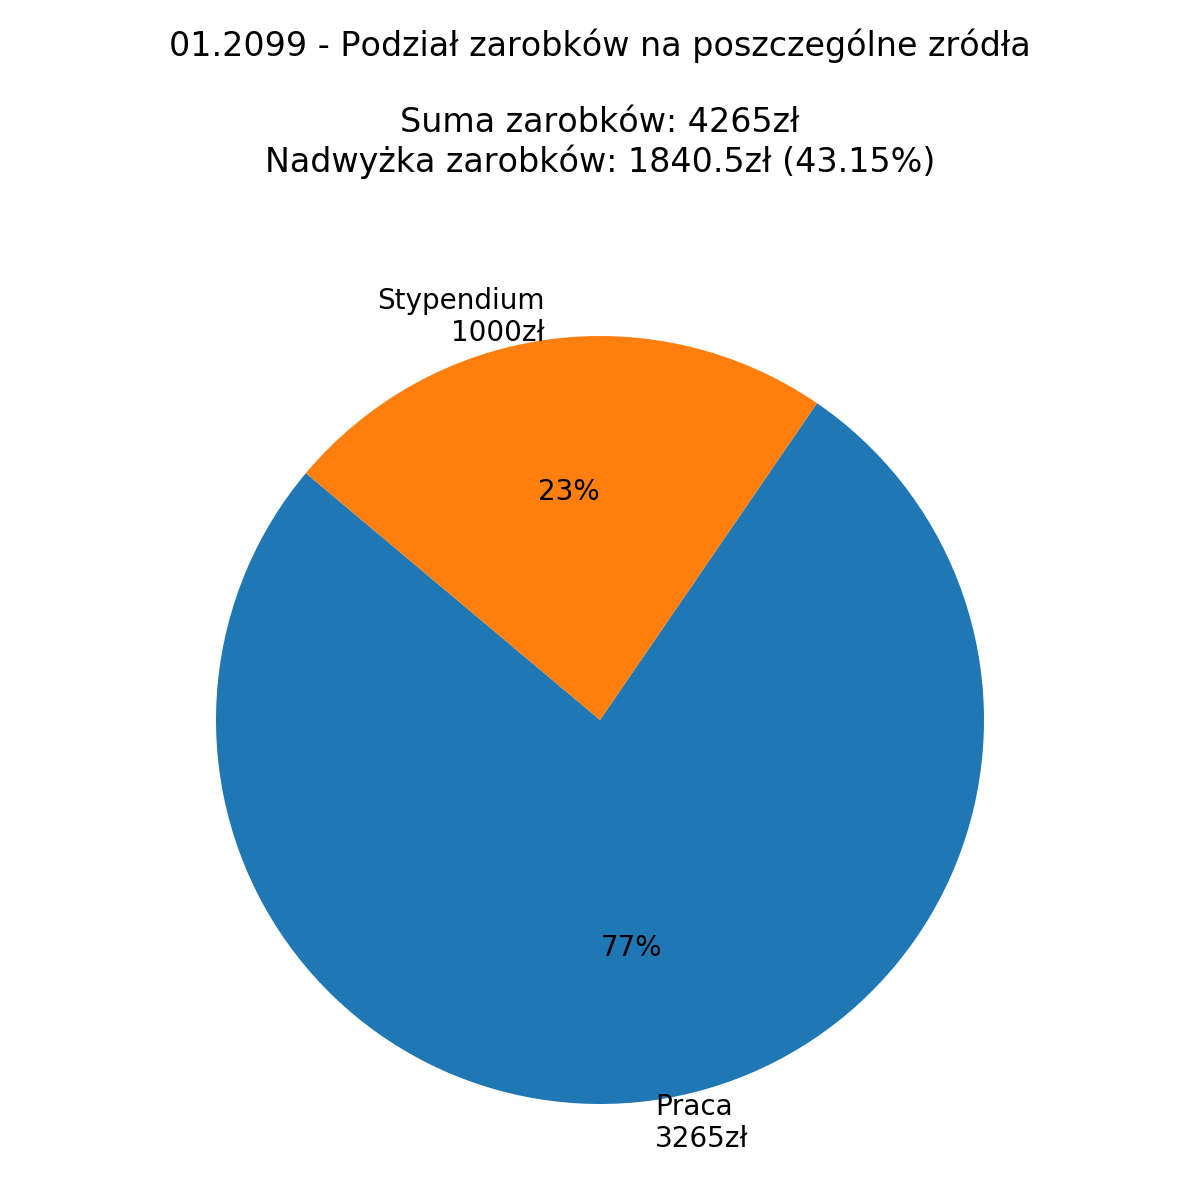 01.2099 - Podział zarobków na poszczególne zródła
Suma zarobków: 4265zł
Nadwyżka zarobków: 1840.5zł (43.15%)
Stypendium
1000zł
23%
77%
Praca
3265zł